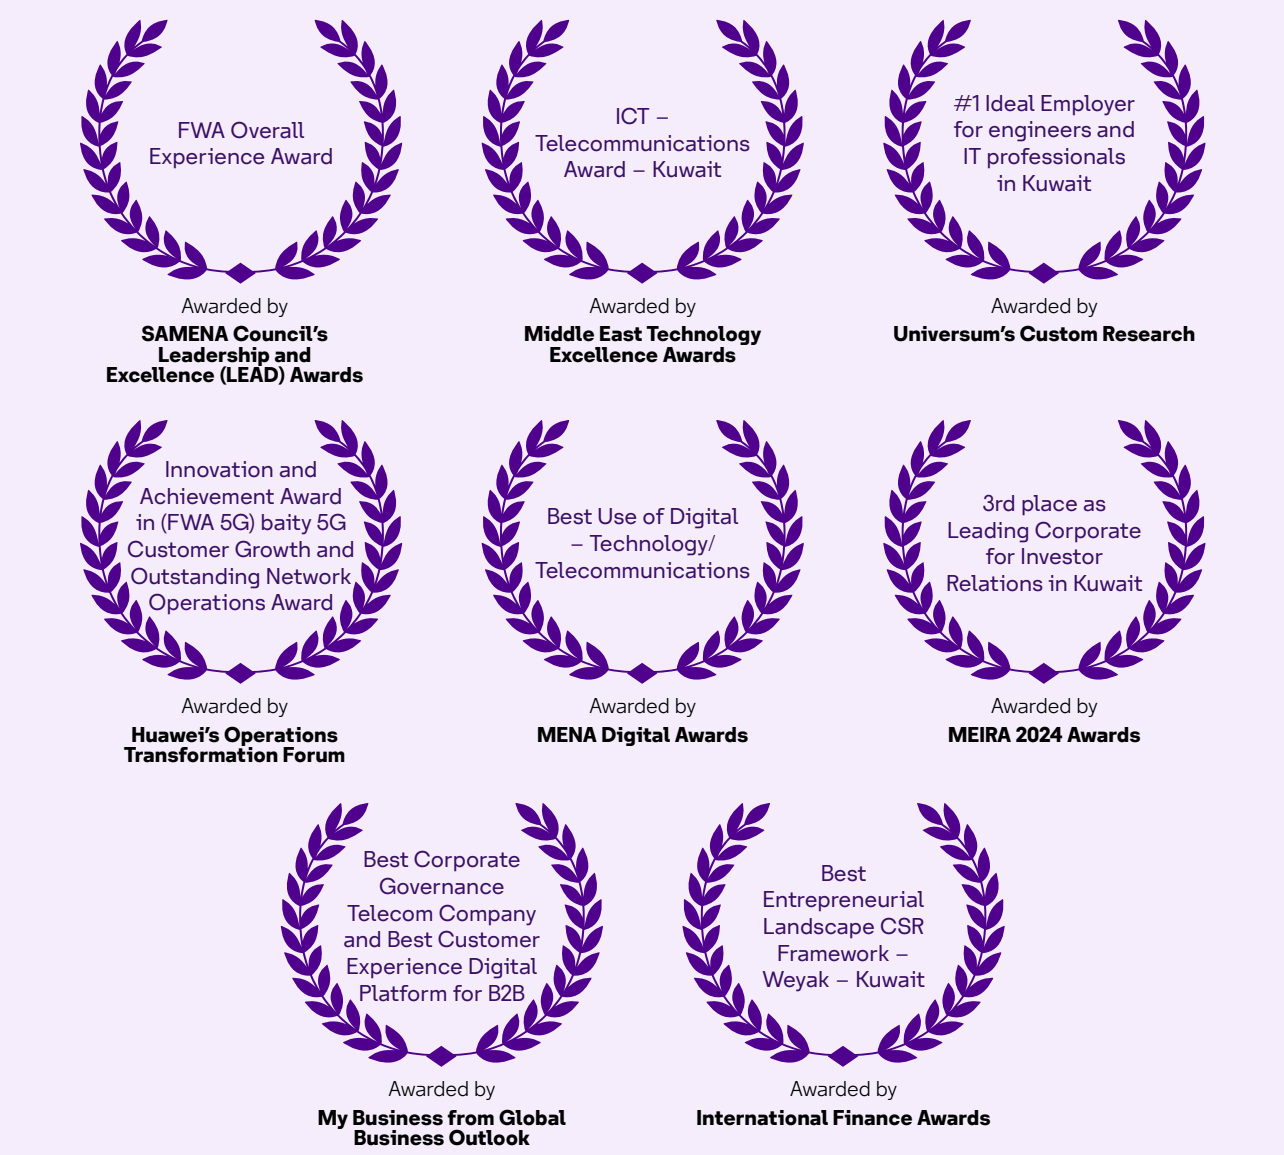 FWA Overall
Experience Award
Awarded by
SAMENA Council's
Leadership and
Excellence (LEAD) Awards
ICT –
Telecommunications
Award – Kuwait
Awarded by
Middle East Technology
Excellence Awards
#1 Ideal Employer
for engineers and
IT professionals
in Kuwait
Awarded by
Universum's Custom Research
Innovation and
Achievement Award
in (FWA 5G) baity 5G
Customer Growth and
Outstanding Network
Operations Award
Awarded by
Huawei's Operations
Transformation Forum
Best Use of Digital
– Technology/
Telecommunications
Awarded by
MENA Digital Awards
3rd place as
Leading Corporate
for Investor
Relations in Kuwait
Awarded by
MEIRA 2024 Awards
Best Corporate
Governance
Telecom Company
and Best Customer
Experience Digital
Platform for B2B
Awarded by
My Business from Global
Business Outlook
Best
Entrepreneurial
Landscape CSR
Framework –
Weyak – Kuwait
Awarded by
International Finance Awards